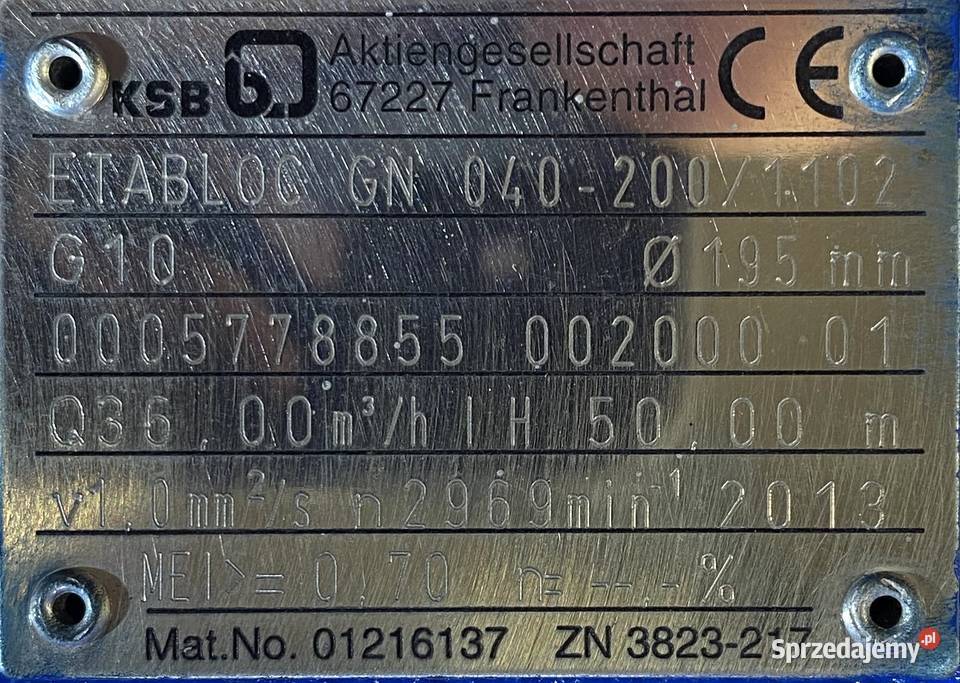 KSB Aktiengesellschaft
67227 Frankenthal CE
ETABLOC GN 040-200/1102
G10 Ø195 mm
0005778855 002000 01
Q36,00m³/h | H 50,00 m
v1,0mm²/s n2969min⁻¹ 2013
MEI>= 0,70 n= --.-%
Mat.No. 01216137 ZN 3823-217
Sprzedajemy.pl